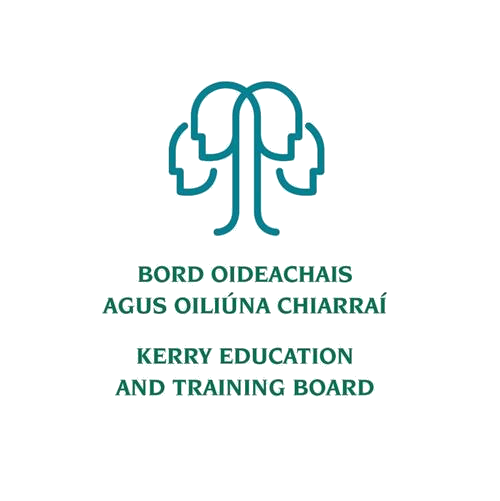 BORD OIDEACHAIS
AGUS OILIÚNA CHIARRAÍ
KERRY EDUCATION
AND TRAINING BOARD